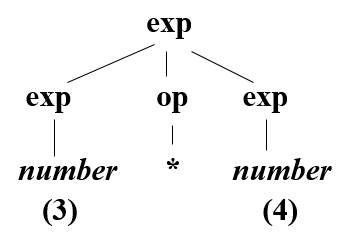 exp
exp op exp
number * number
(3) (4)